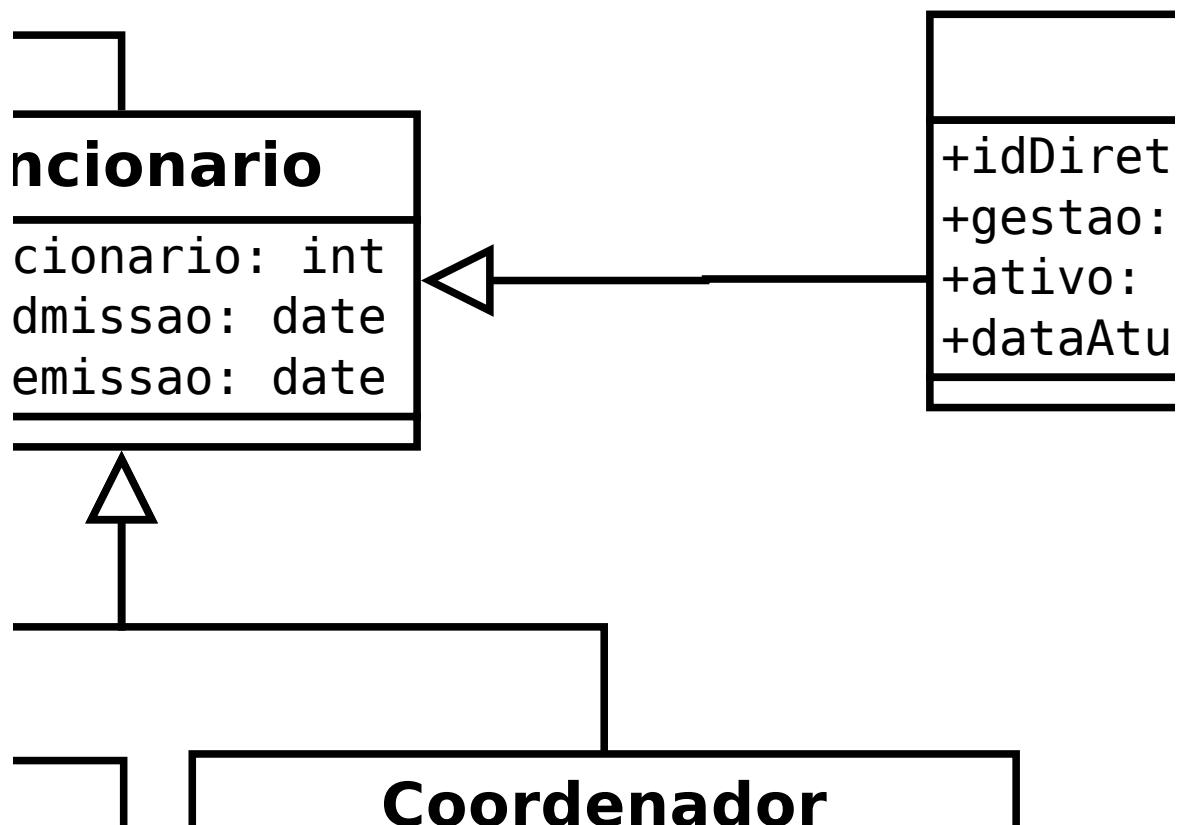 ncionario
cionario: int
dmissao: date
emissao: date
+idDiret
+gestao:
+ativo:
+dataAtu
Coordenador